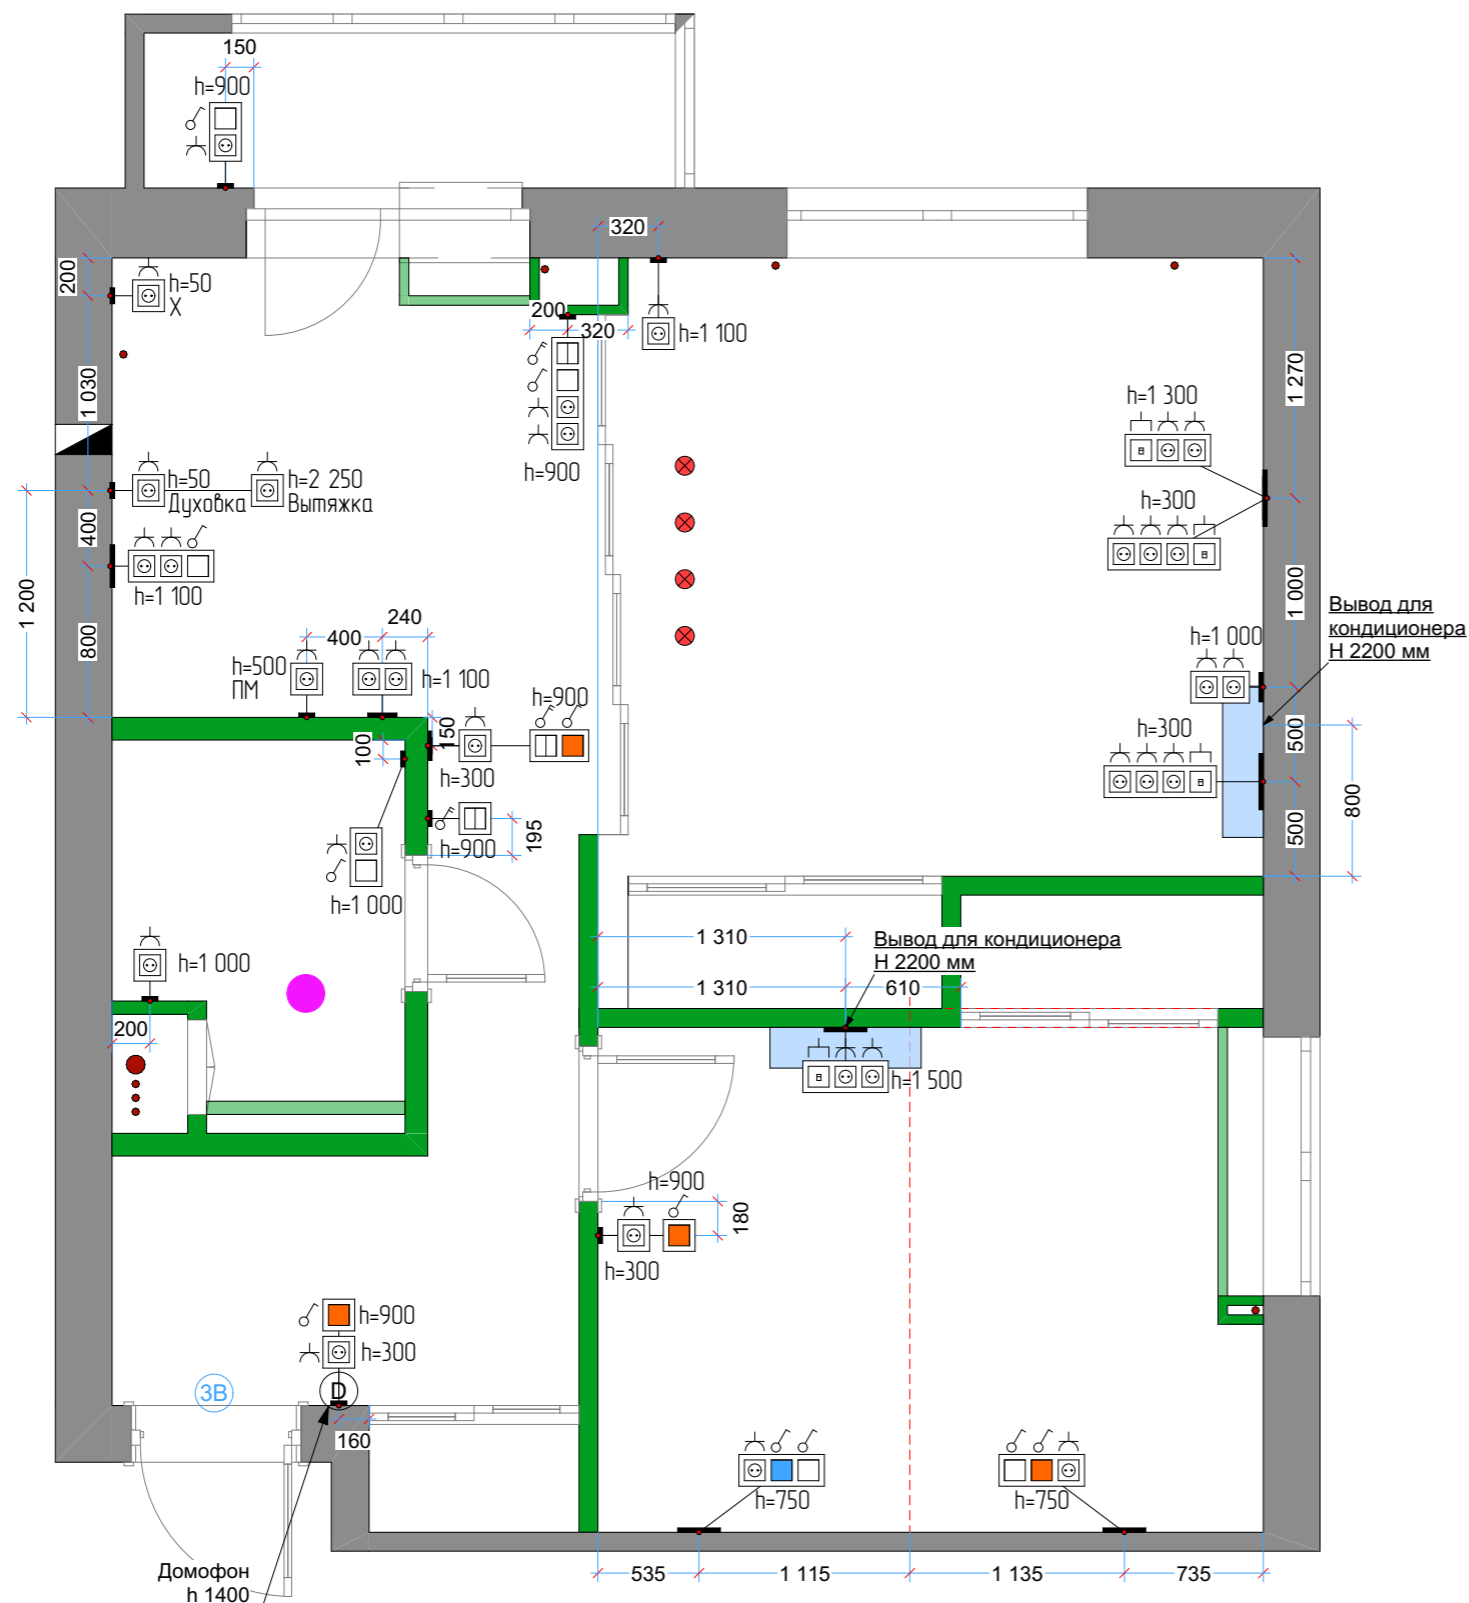 150
h=900
320
200
h=50
X
200
320
h=1 100
1 030
1 270
h=1 300
h=900
h=50
Духовка
h=2 250
Вытяжка
h=300
400
h=1 100
1 200
1 000
Вывод для
кондиционера
Н 2200 мм
800
240
400
h=1 000
h=500
ПМ
h=1 100
h=900
150
100
h=300
500
h=300
800
195
h=900
500
h=1 000
1 310
Вывод для кондиционера
Н 2200 мм
h=1 000
1 310
610
200
h=1 500
h=900
180
h=300
h=900
h=300
3В
D
160
h=750
h=750
Домофон
h 1400
535
1 115
1 135
735